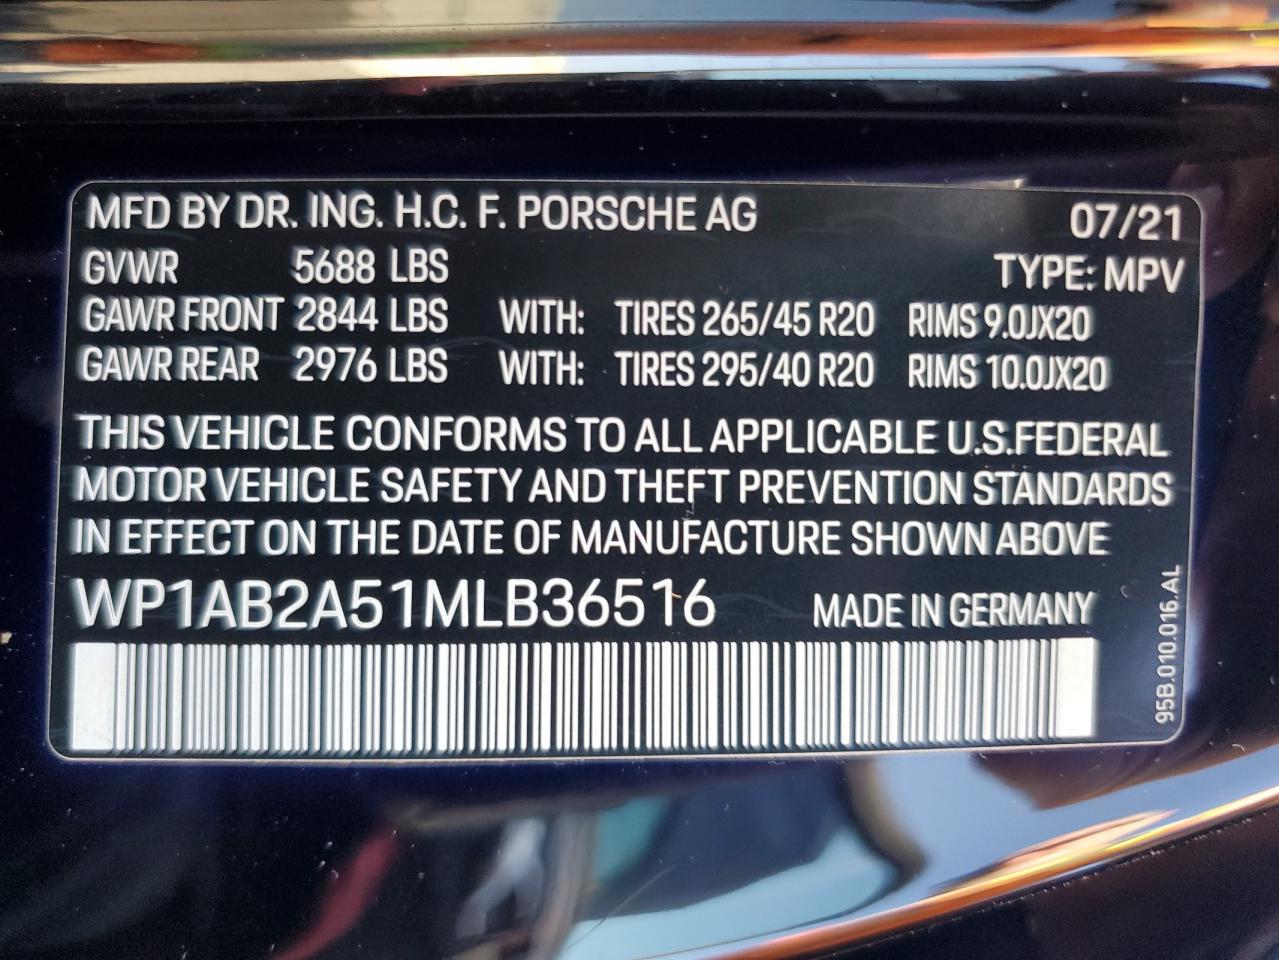 MFD BY DR. ING. H.C. F. PORSCHE AG 07/21
GVWR 5688 LBS TYPE: MPV
GAWR FRONT 2844 LBS WITH: TIRES 265/45 R20 RIMS 9.0JX20
GAWR REAR 2976 LBS WITH: TIRES 295/40 R20 RIMS 10.0JX20
THIS VEHICLE CONFORMS TO ALL APPLICABLE U.S.FEDERAL
MOTOR VEHICLE SAFETY AND THEFT PREVENTION STANDARDS
IN EFFECT ON THE DATE OF MANUFACTURE SHOWN ABOVE
WP1AB2A51MLB36516 MADE IN GERMANY
95B.010.016.AL